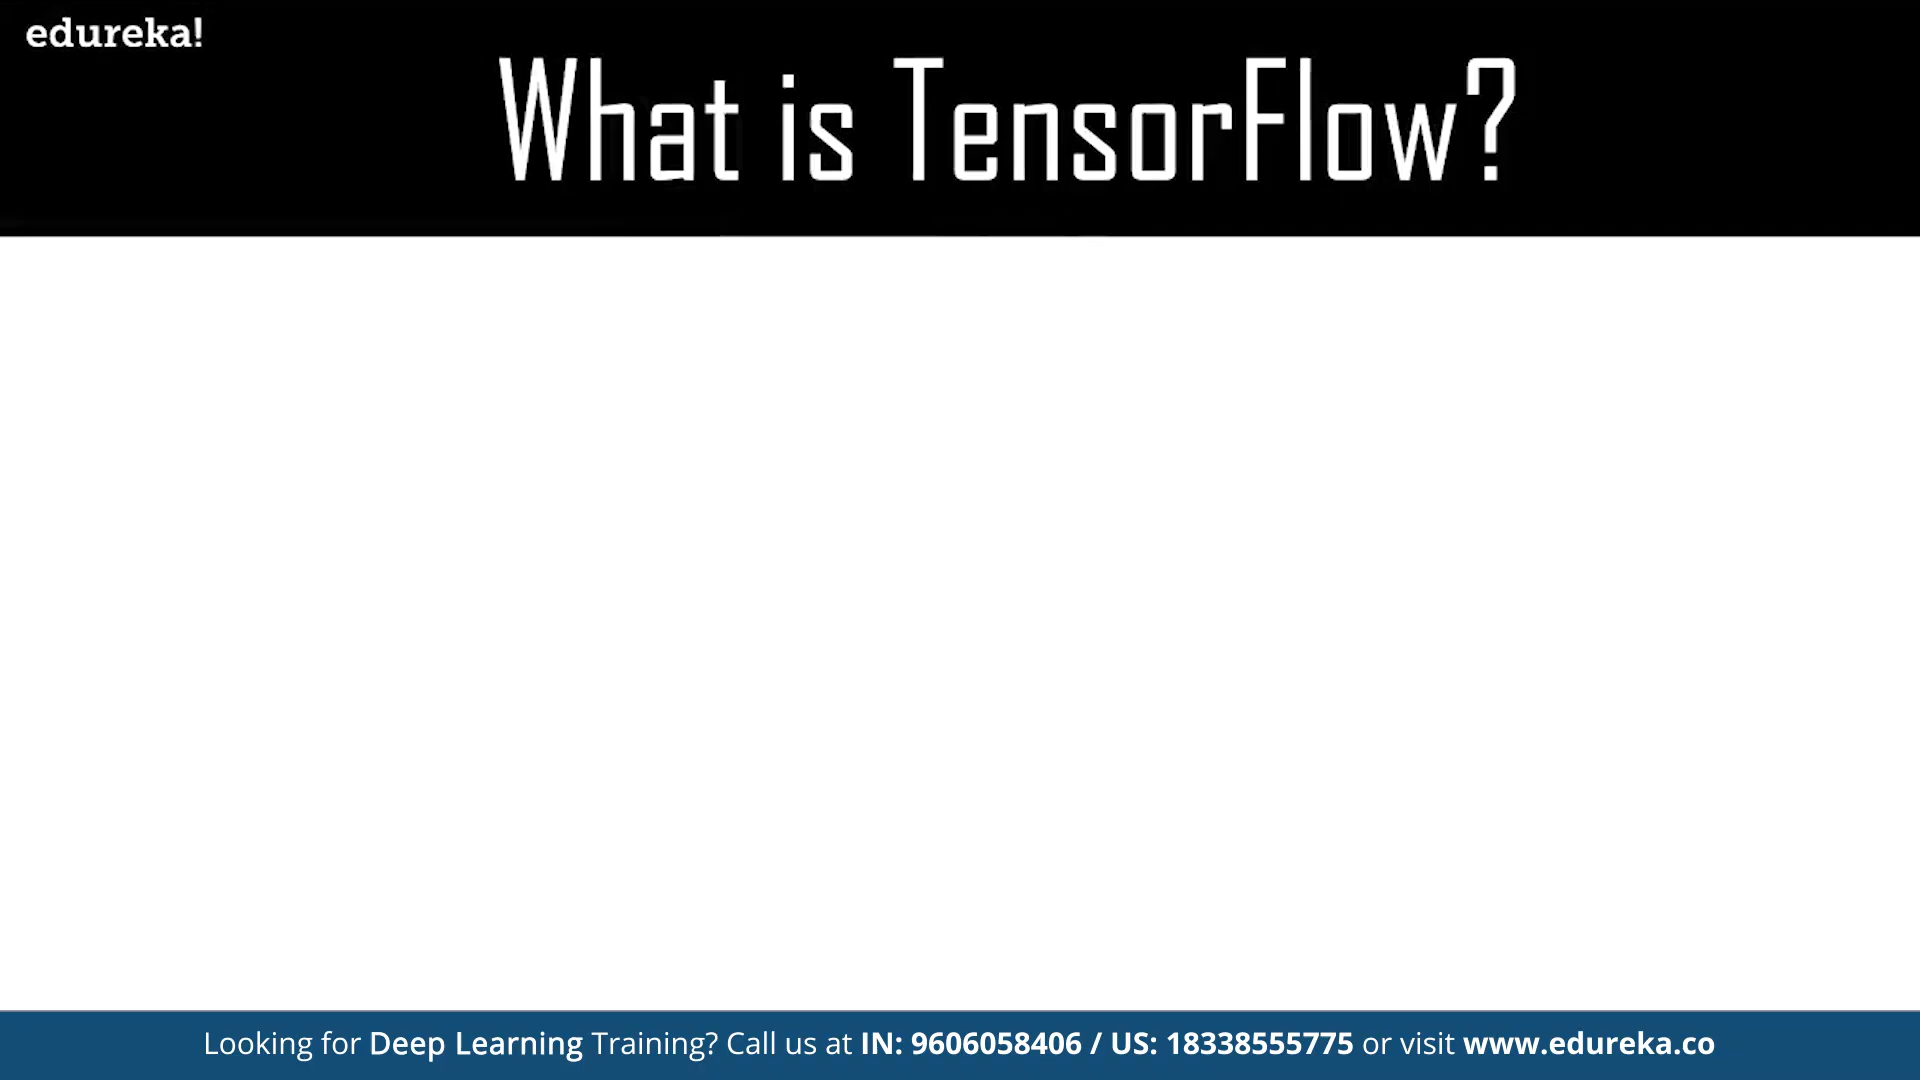 edureka!
What is TensorFlow?
Looking for Deep Learning Training? Call us at IN: 9606058406 / US: 18338555775 or visit www.edureka.co